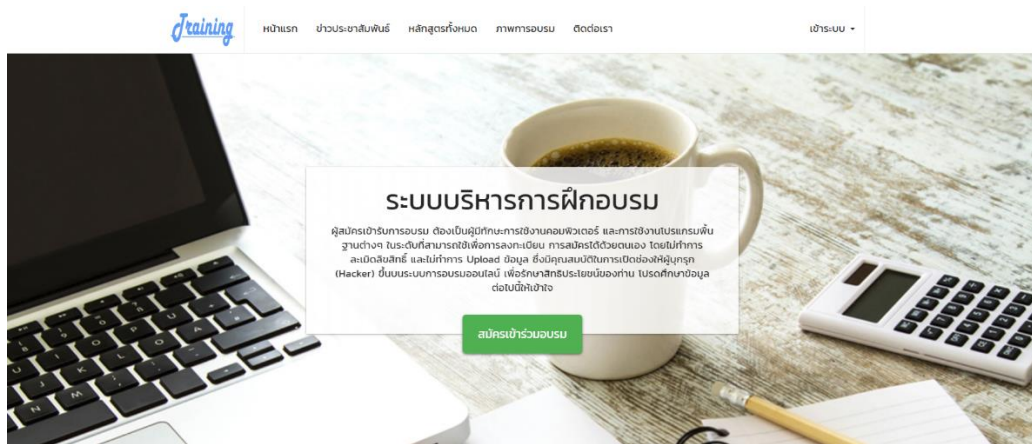 Training
หน้าแรก ข่าวประชาสัมพันธ์ หลักสูตรทั้งหมด ภาพการอบรม ติดต่อเรา เข้าระบบ
ระบบบริหารการฝึกอบรม
ผู้สมัครเข้ารับการอบรม ต้องเป็นผู้มีทักษะการใช้งานคอมพิวเตอร์ และการใช้งานโปรแกรมพื้น
ฐานต่างๆ ในระดับที่สามารถใช้เพื่อการลงทะเบียน การสมัครได้ด้วยตนเอง โดยไม่ทำการ
ละเมิดลิขสิทธิ์ และไม่ทำการ Upload ข้อมูล ซึ่งมีคุณสมบัติในการเปิดช่องให้ผู้บุกรุก
(Hacker) ขึ้นบนระบบการอบรมออนไลน์ เพื่อรักษาสิทธิประโยชน์ของท่าน โปรดศึกษาข้อมูล
ต่อไปนี้ให้เข้าใจ
สมัครเข้าร่วมอบรม